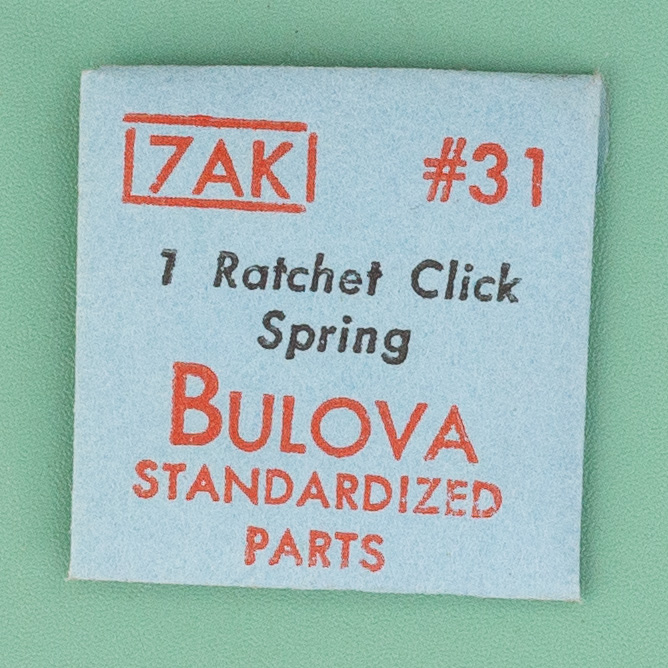 7AK #31
1 Ratchet Click
Spring
BULOVA
STANDARDIZED
PARTS